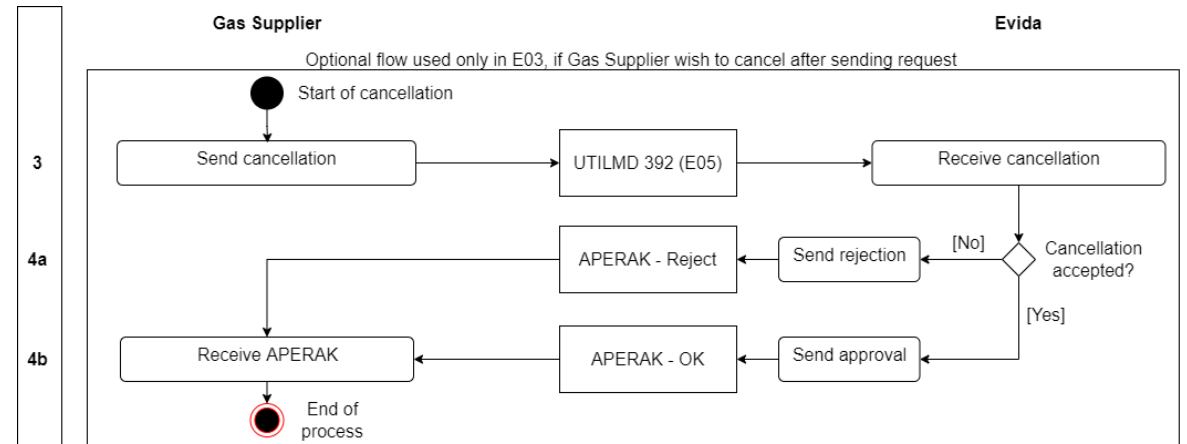 Gas Supplier
Evida
Optional flow used only in E03, if Gas Supplier wish to cancel after sending request
Start of cancellation
3
Send cancellation
UTILMD 392 (E05)
Receive cancellation
4a
APERAK - Reject
Send rejection
[No]
Cancellation
accepted?
[Yes]
4b
Receive APERAK
APERAK - OK
Send approval
End of
process